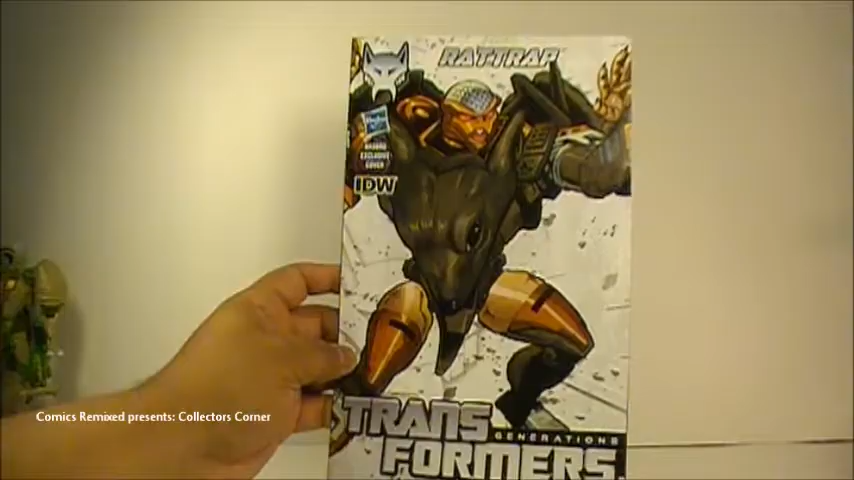 RATTRAP
Hasbro
HASBRO
EXCLUSIVE
COVER
IDW
Comics Remixed presents: Collectors Corner
TRANS
GENERATIONS
FORMERS